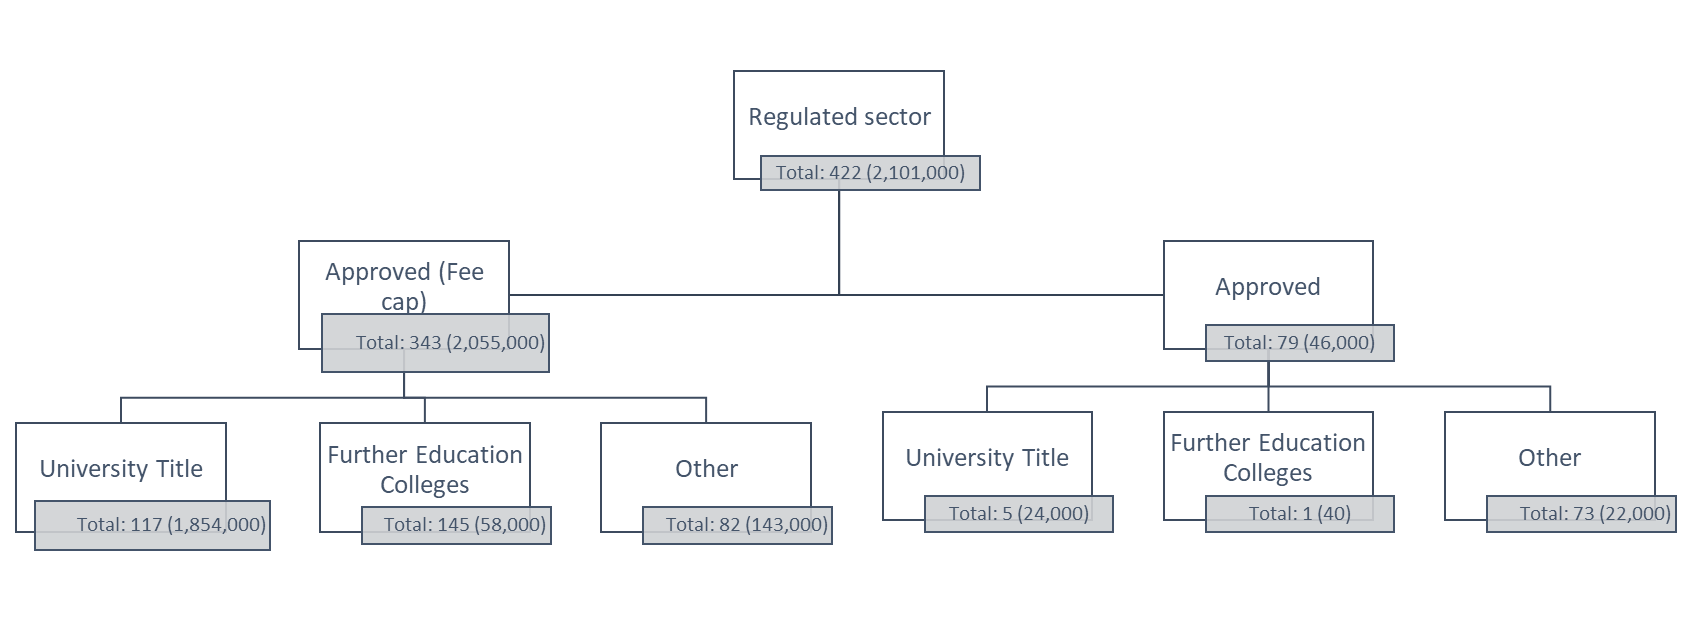 Regulated sector
Total: 422 (2,101,000)
Approved (Fee
cap)
Total: 343 (2,055,000)
Approved
Total: 79 (46,000)
University Title
Total: 117 (1,854,000)
Further Education
Colleges
Total: 145 (58,000)
Other
Total: 82 (143,000)
University Title
Total: 5 (24,000)
Further Education
Colleges
Total: 1 (40)
Other
Total: 73 (22,000)